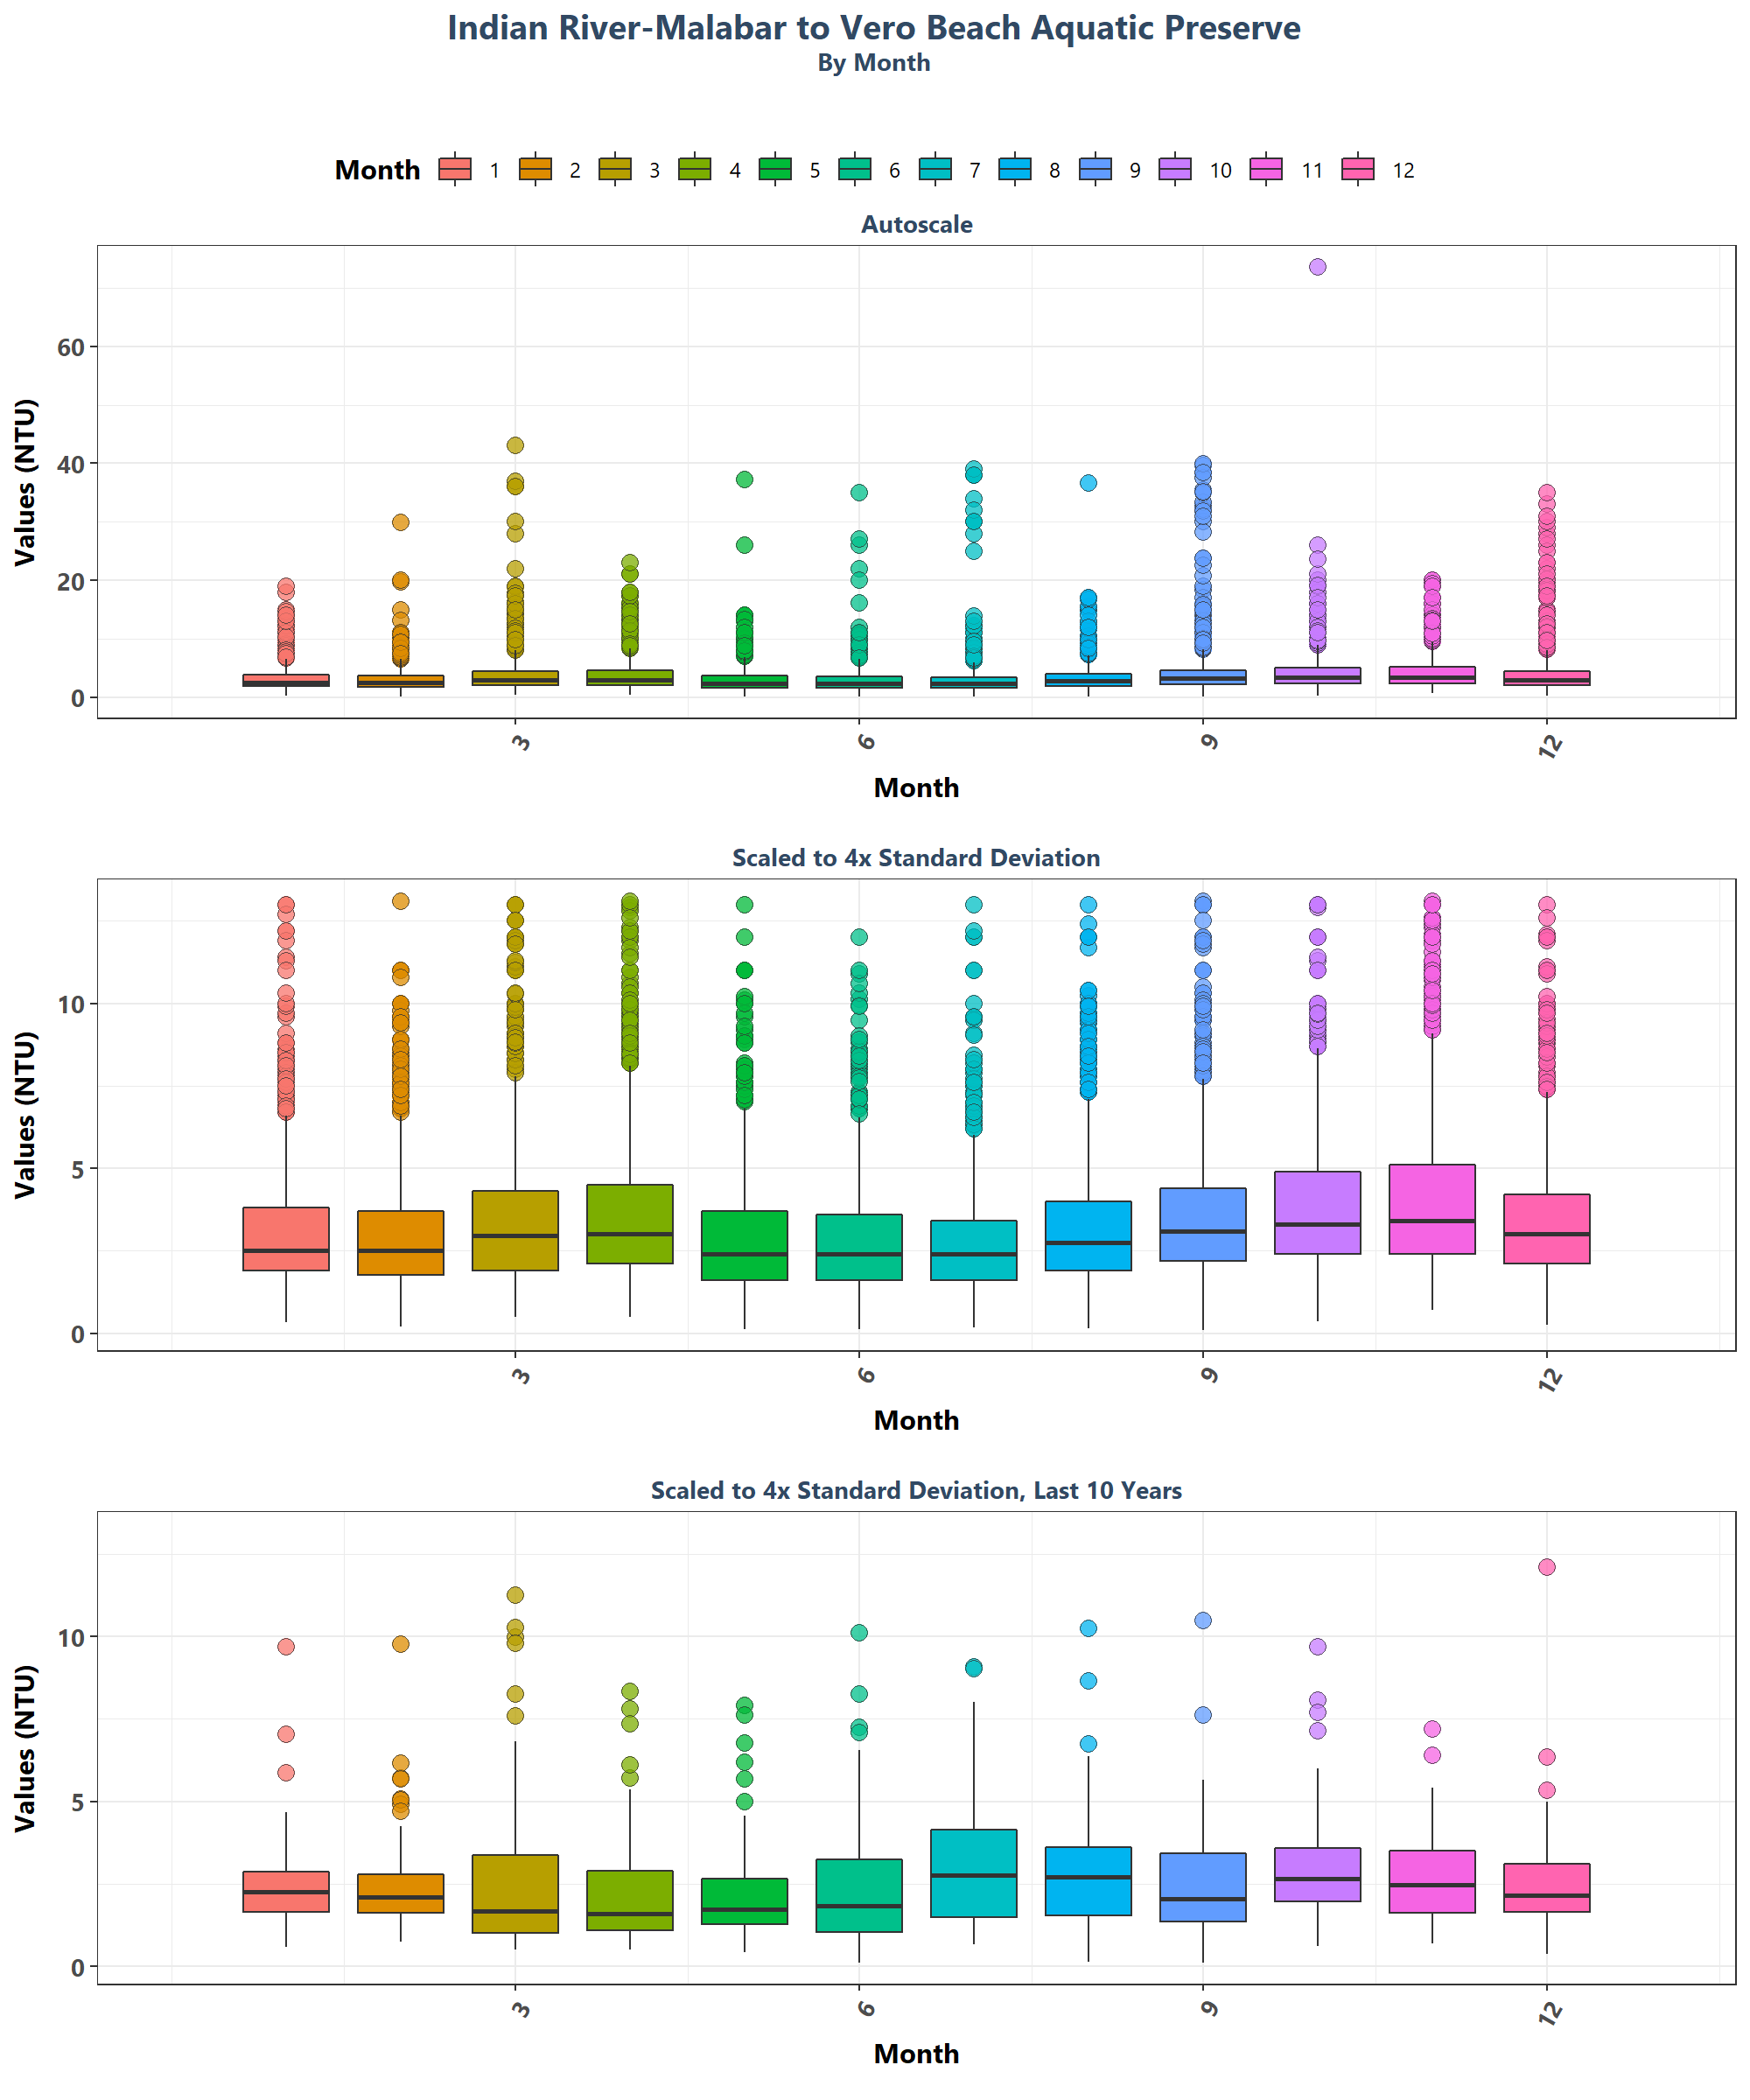 Indian River-Malabar to Vero Beach Aquatic Preserve
By Month
Month 1 2 3 4 5 6 7 8 9 10 11 12
Autoscale
Values (NTU)
60
40
20
0
3 6 9 12
Month
Scaled to 4x Standard Deviation
Values (NTU)
10
5
0
3 6 9 12
Month
Scaled to 4x Standard Deviation, Last 10 Years
Values (NTU)
10
5
0
3 6 9 12
Month